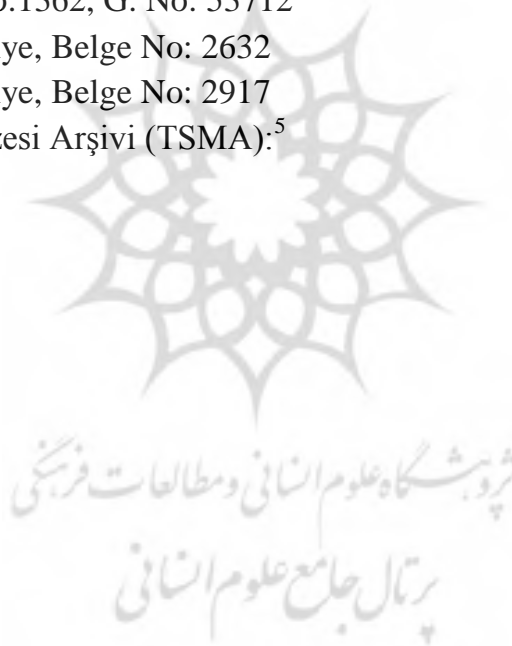 o.1362, G. No: 53712
ye, Belge No: 2632
ye, Belge No: 2917
zesi Arşivi (TSMA):5
پژوهشگاه علوم انسانی و مطالعات فرهنگی
پرتال جامع علوم انسانی